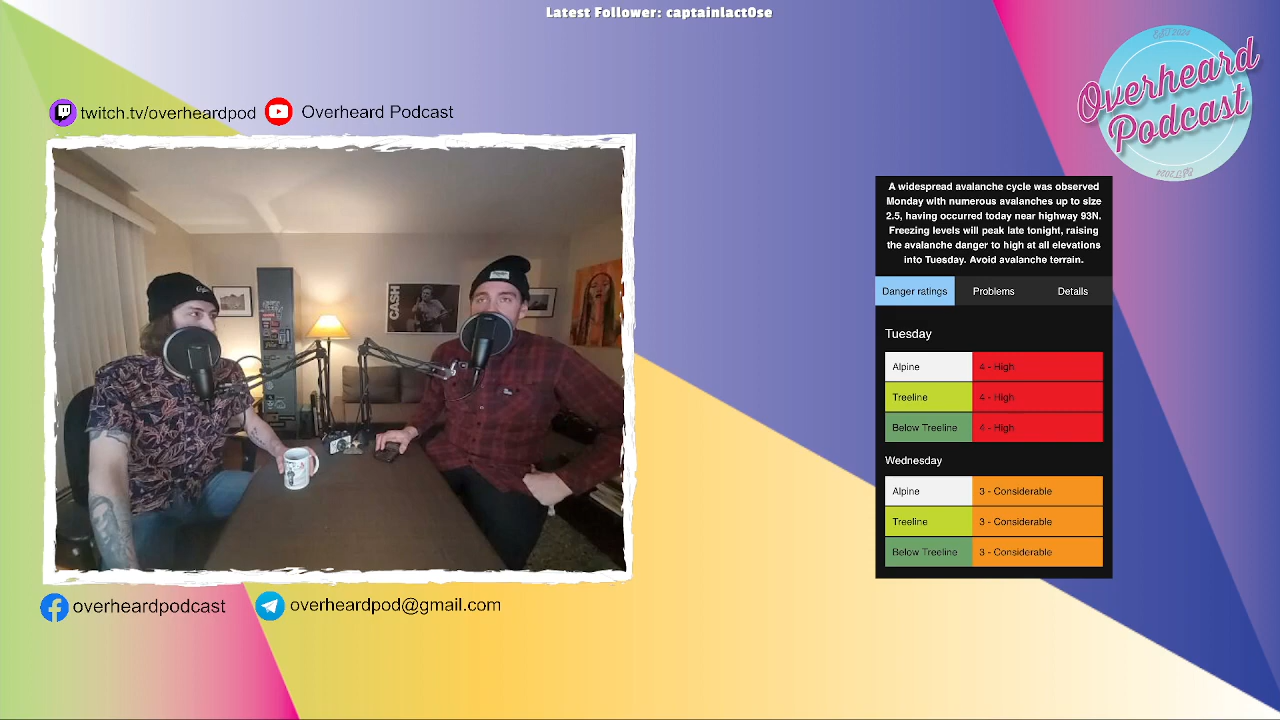 Latest Follower: captainlact0se
Overheard
Podcast
twitch.tv/overheardpod
Overheard Podcast
CASH
A widespread avalanche cycle was observed
Monday with numerous avalanches up to size
2.5, having occurred today near highway 93N.
Freezing levels will peak late tonight, raising
the avalanche danger to high at all elevations
into Tuesday. Avoid avalanche terrain.
Danger ratings
Problems
Details
Tuesday
Alpine
4 - High
Treeline
4 - High
Below Treeline
4 - High
Wednesday
Alpine
3 - Considerable
Treeline
3 - Considerable
Below Treeline
3 - Considerable
overheardpodcast
overheardpod@gmail.com